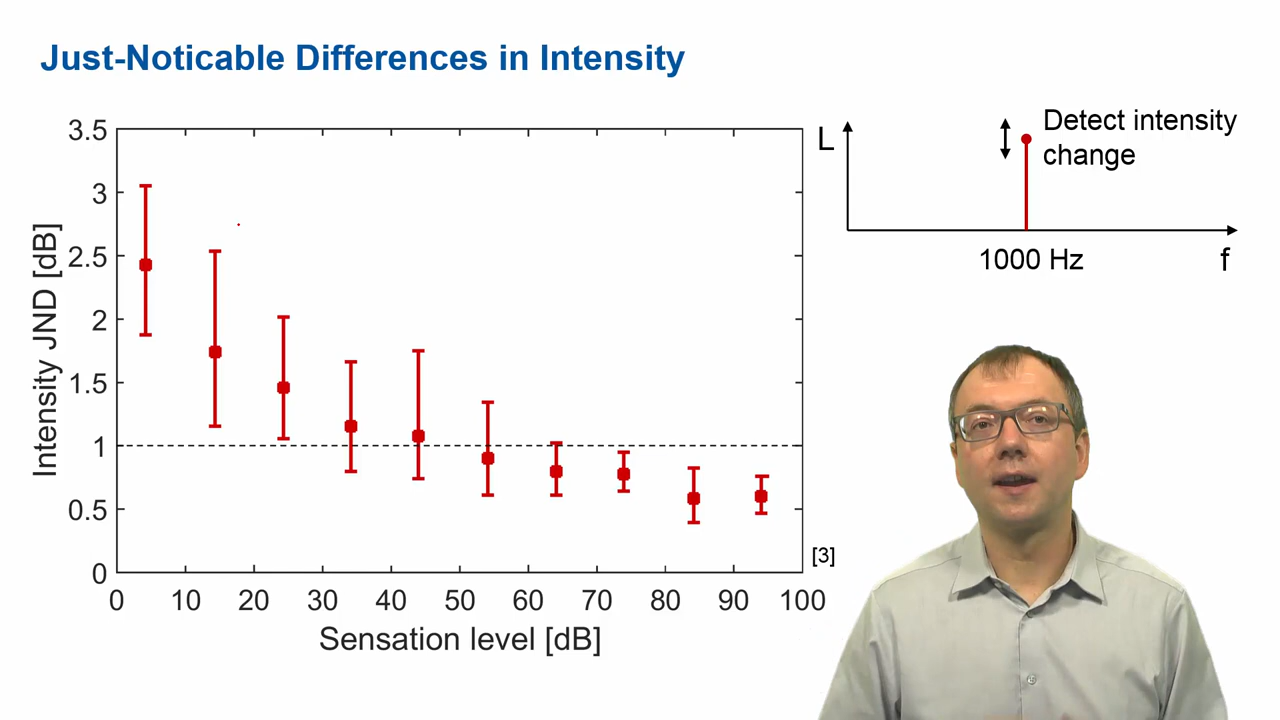 Just-Noticable Differences in Intensity
Intensity JND [dB]
3.5
3
2.5
2
1.5
1
0.5
0
0 10 20 30 40 50 60 70 80 90 100
Sensation level [dB]
[3]
L
Detect intensity
change
1000 Hz
f